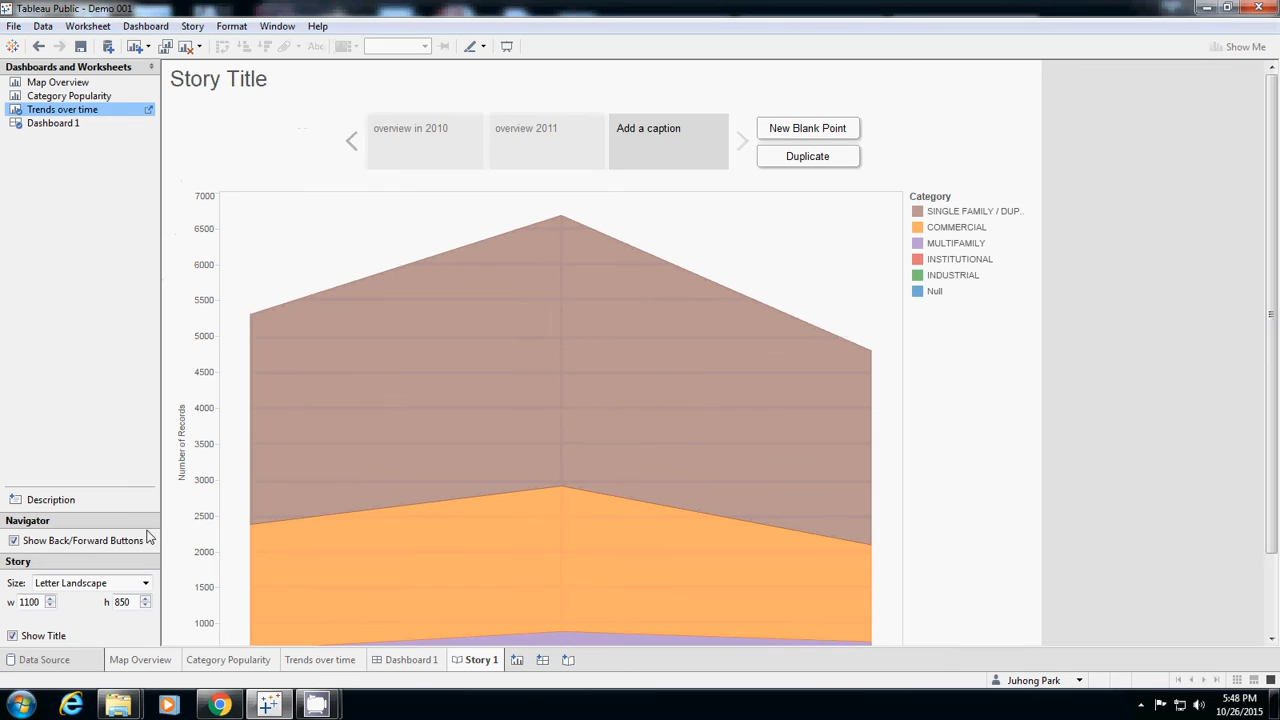 Tableau Public - Demo 001
File Data Worksheet Dashboard Story Format Window Help
Abc
Show Me
Dashboards and Worksheets
Map Overview
Category Popularity
Trends over time
Dashboard 1
Story Title
overview in 2010
overview 2011
Add a caption
New Blank Point
Duplicate
7000
6500
6000
5500
5000
4500
4000
3500
3000
2500
2000
1500
1000
Number of Records
Category
SINGLE FAMILY / DUP..
COMMERCIAL
MULTIFAMILY
INSTITUTIONAL
INDUSTRIAL
Null
Description
Navigator
Show Back/Forward Buttons
Story
Size: Letter Landscape
w 1100 h 850
Show Title
Data Source Map Overview Category Popularity Trends over time Dashboard 1 Story 1
Juhong Park
5:48 PM
10/26/2015